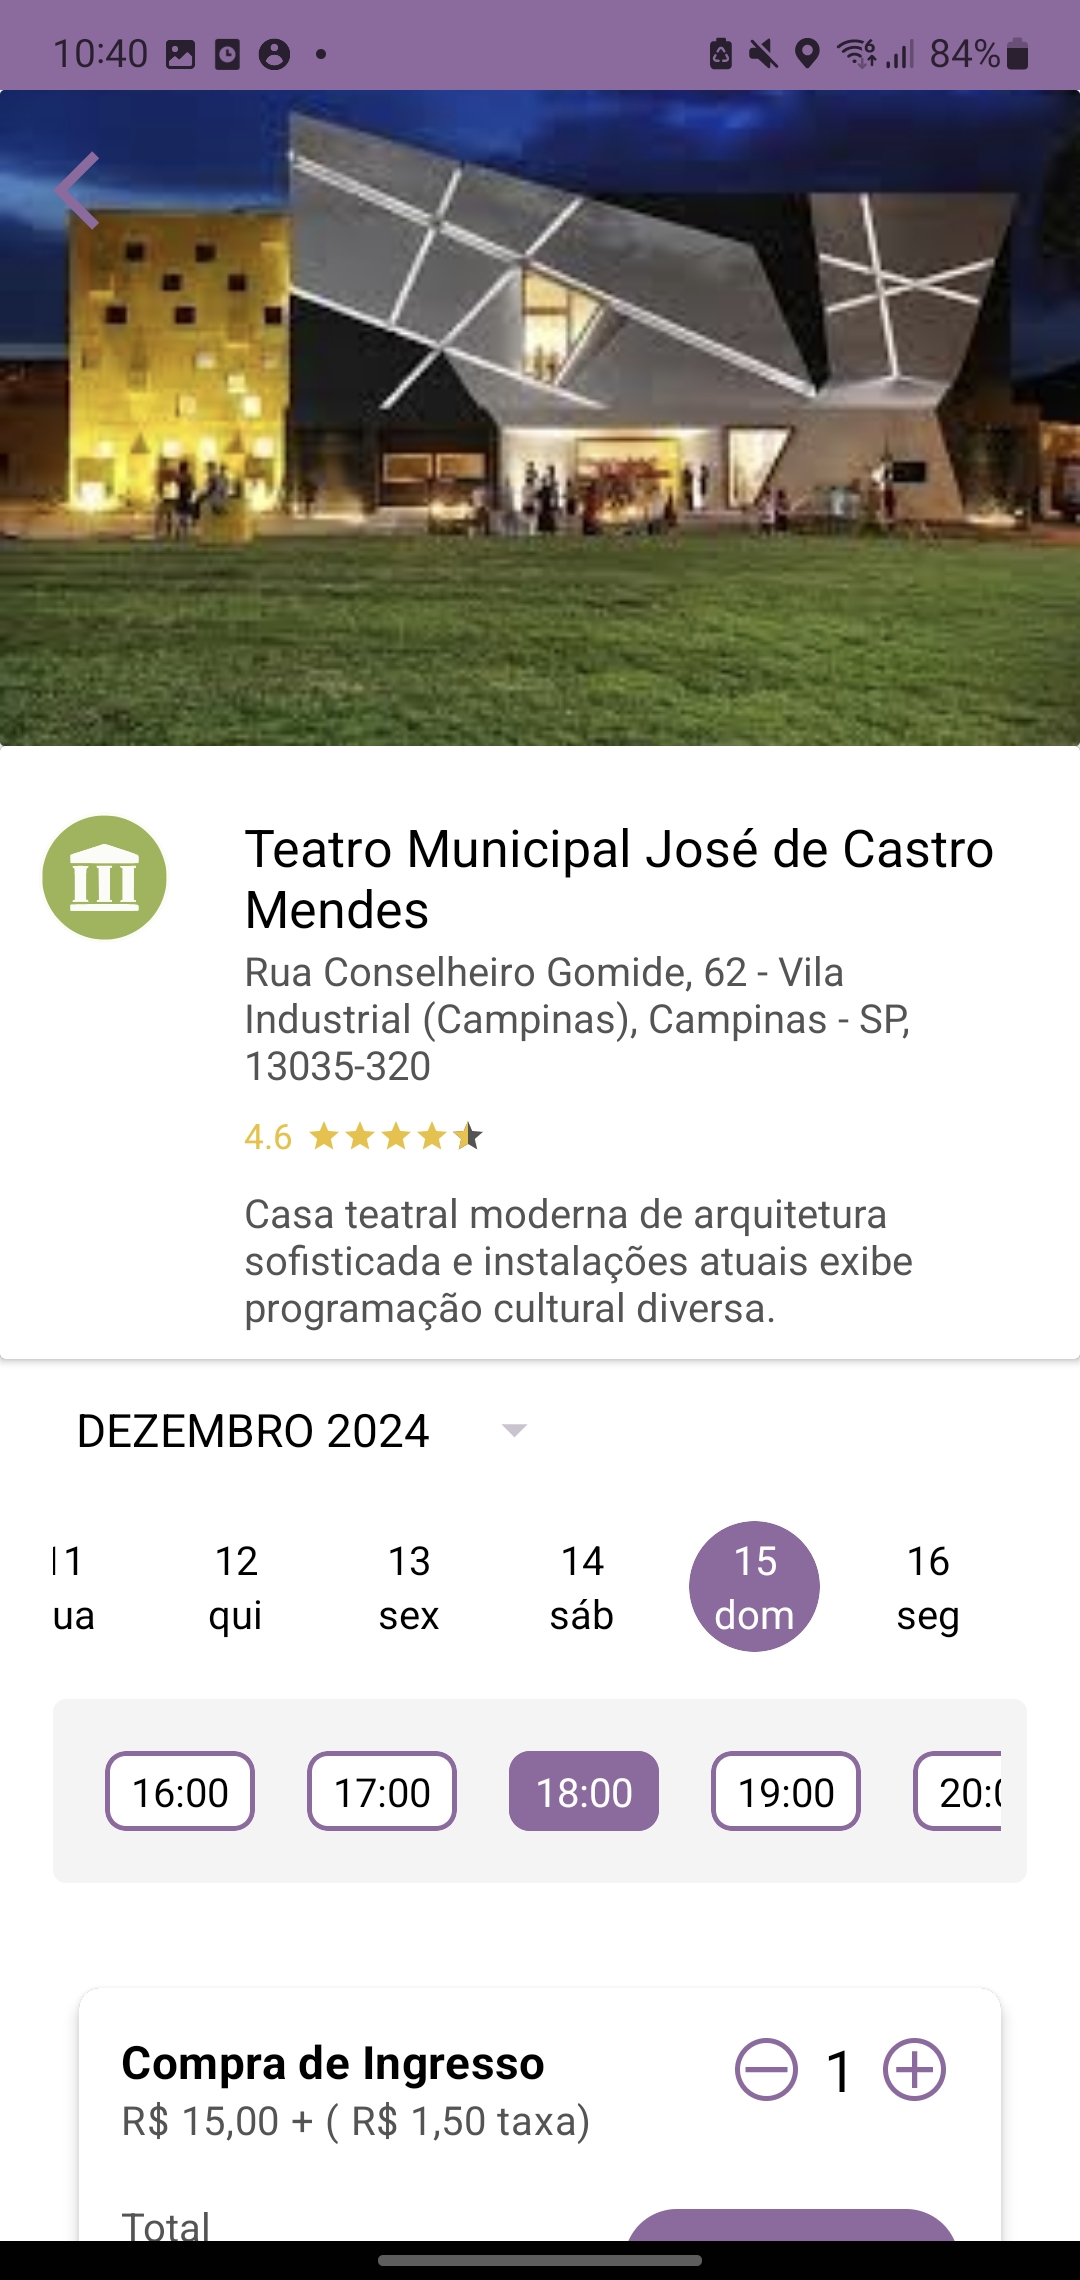 10:40 84%
Teatro Municipal José de Castro
Mendes
Rua Conselheiro Gomide, 62 - Vila
Industrial (Campinas), Campinas - SP,
13035-320
4.6
Casa teatral moderna de arquitetura
sofisticada e instalações atuais exibe
programação cultural diversa.
DEZEMBRO 2024
11 12 13 14 15 16
ua qui sex sáb dom seg
16:00 17:00 18:00 19:00 20:0
Compra de Ingresso 1
R$ 15,00 + ( R$ 1,50 taxa)
Total